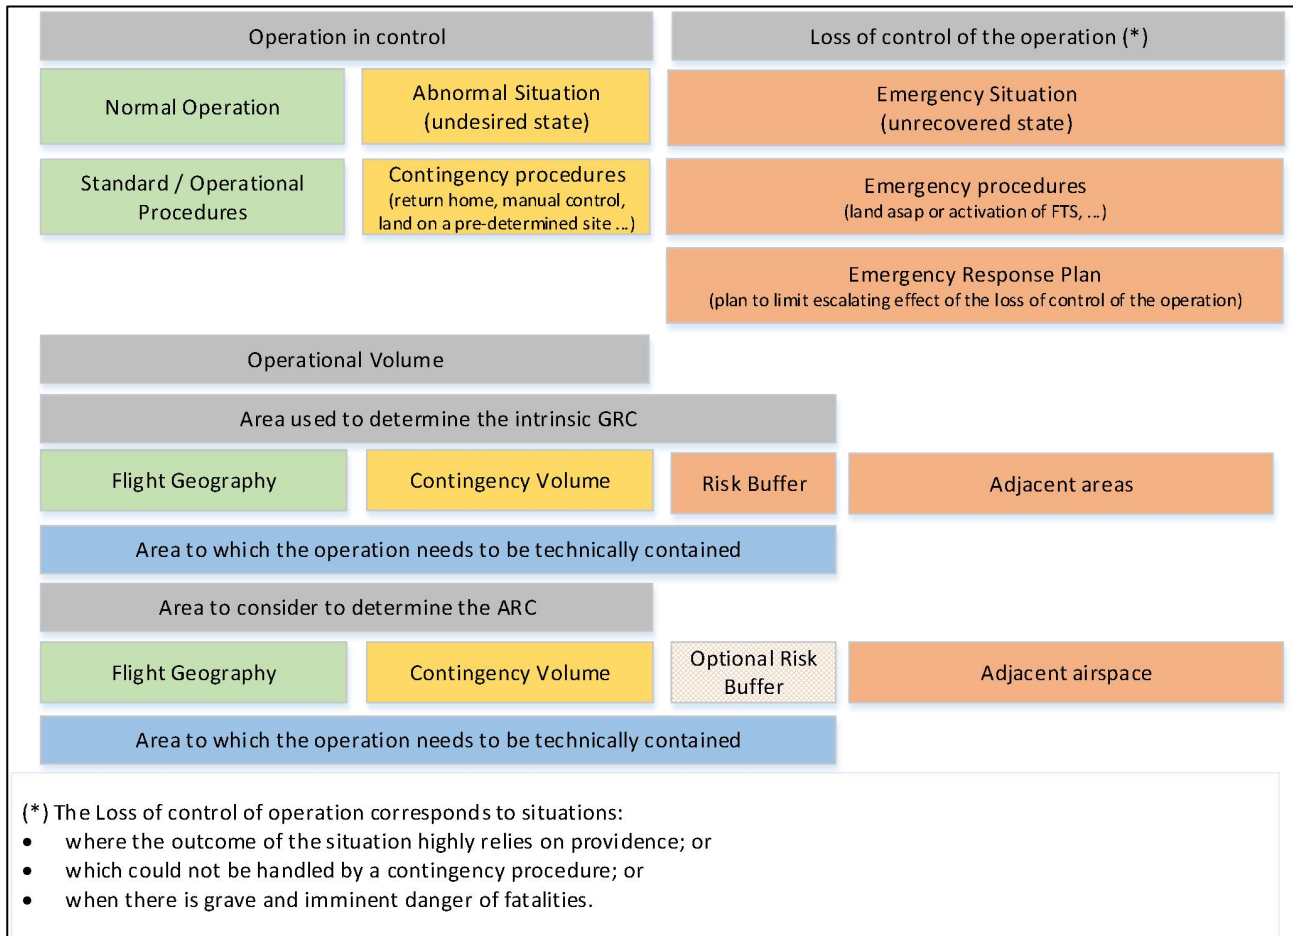 Operation in control
Loss of control of the operation (*)
Normal Operation
Abnormal Situation
(undesired state)
Emergency Situation
(unrecovered state)
Standard / Operational
Procedures
Contingency procedures
(return home, manual control,
land on a pre-determined site ...)
Emergency procedures
(land asap or activation of FTS, ...)
Emergency Response Plan
(plan to limit escalating effect of the loss of control of the operation)
Operational Volume
Area used to determine the intrinsic GRC
Flight Geography
Contingency Volume
Risk Buffer
Adjacent areas
Area to which the operation needs to be technically contained
Area to consider to determine the ARC
Flight Geography
Contingency Volume
Optional Risk
Buffer
Adjacent airspace
Area to which the operation needs to be technically contained
(*) The Loss of control of operation corresponds to situations:
• where the outcome of the situation highly relies on providence; or
• which could not be handled by a contingency procedure; or
• when there is grave and imminent danger of fatalities.